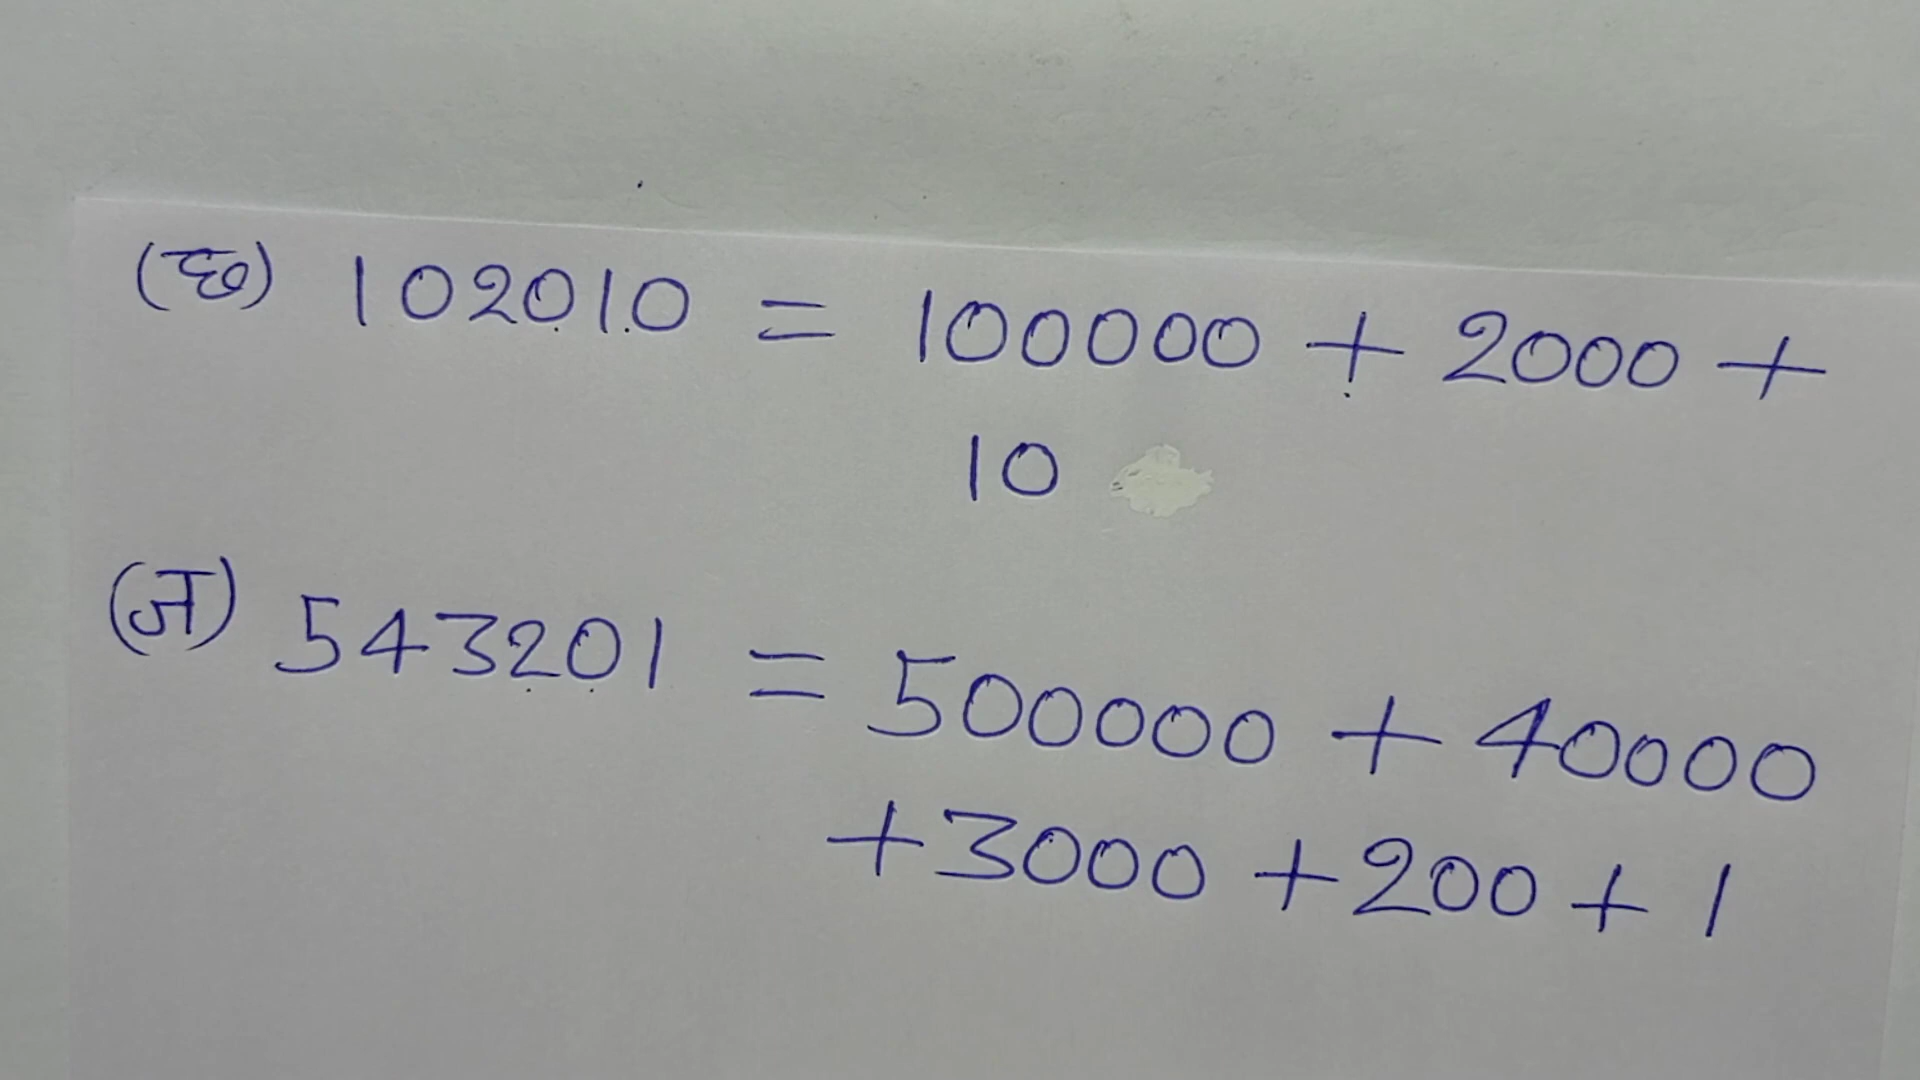 (छ) 102010 = 100000 + 2000 +
10
(ज) 543201 = 500000 + 40000
+3000 +200 + 1